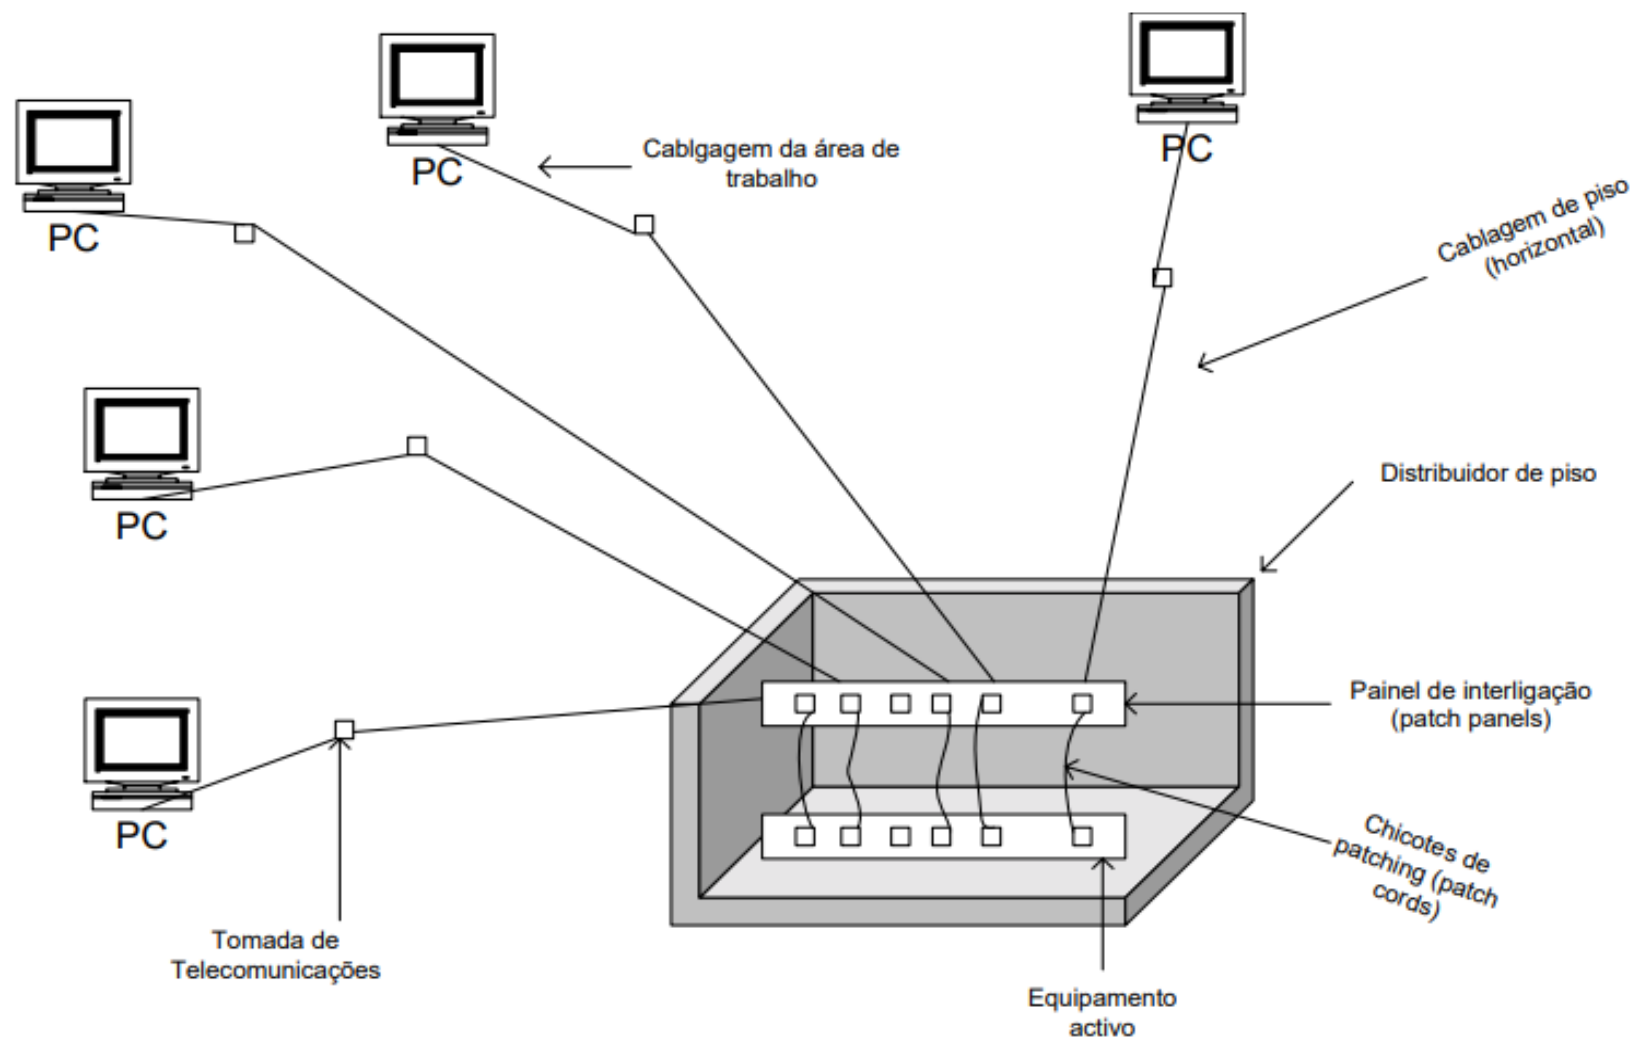 PC
Cablgagem da área de
trabalho
PC
PC
PC
Cablagem de piso
(horizontal)
Distribuidor de piso
PC
Painel de interligação
(patch panels)
PC
Chicotes de
patching (patch
cords)
Tomada de
Telecomunicações
Equipamento
activo